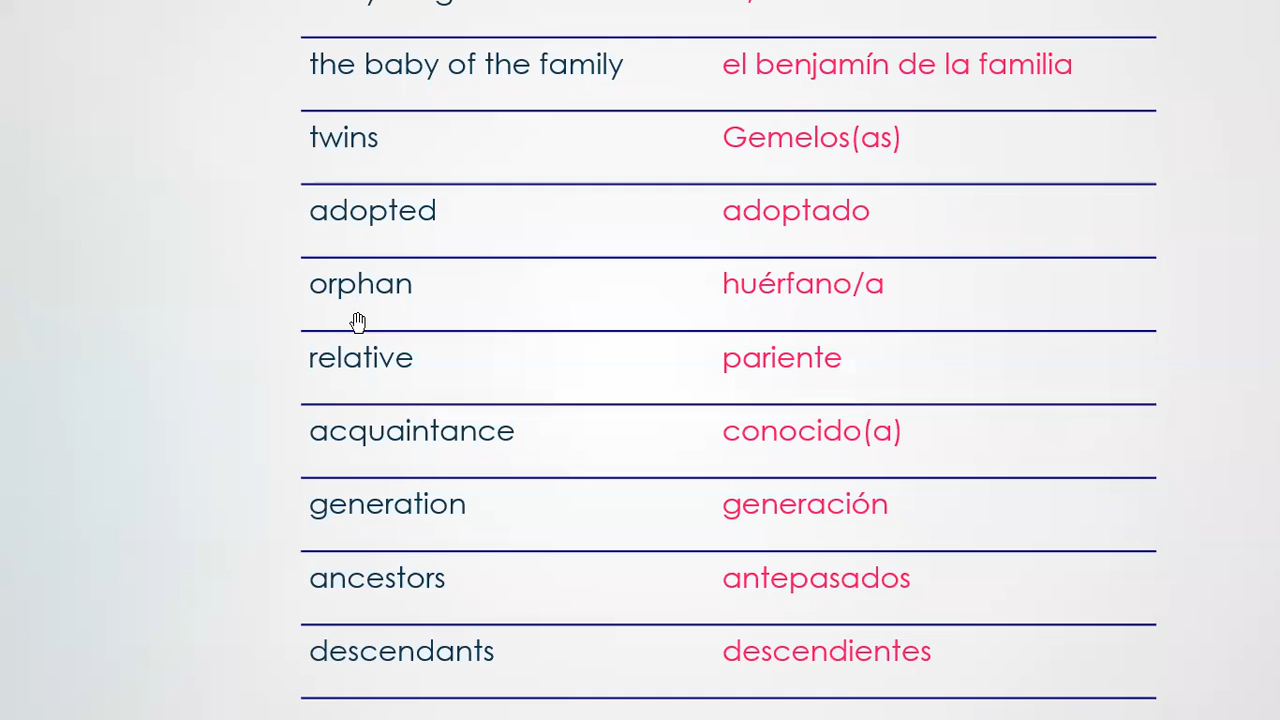 the baby of the family el benjamín de la familia
twins Gemelos(as)
adopted adoptado
orphan huérfano/a
relative pariente
acquaintance conocido(a)
generation generación
ancestors antepasados
descendants descendientes